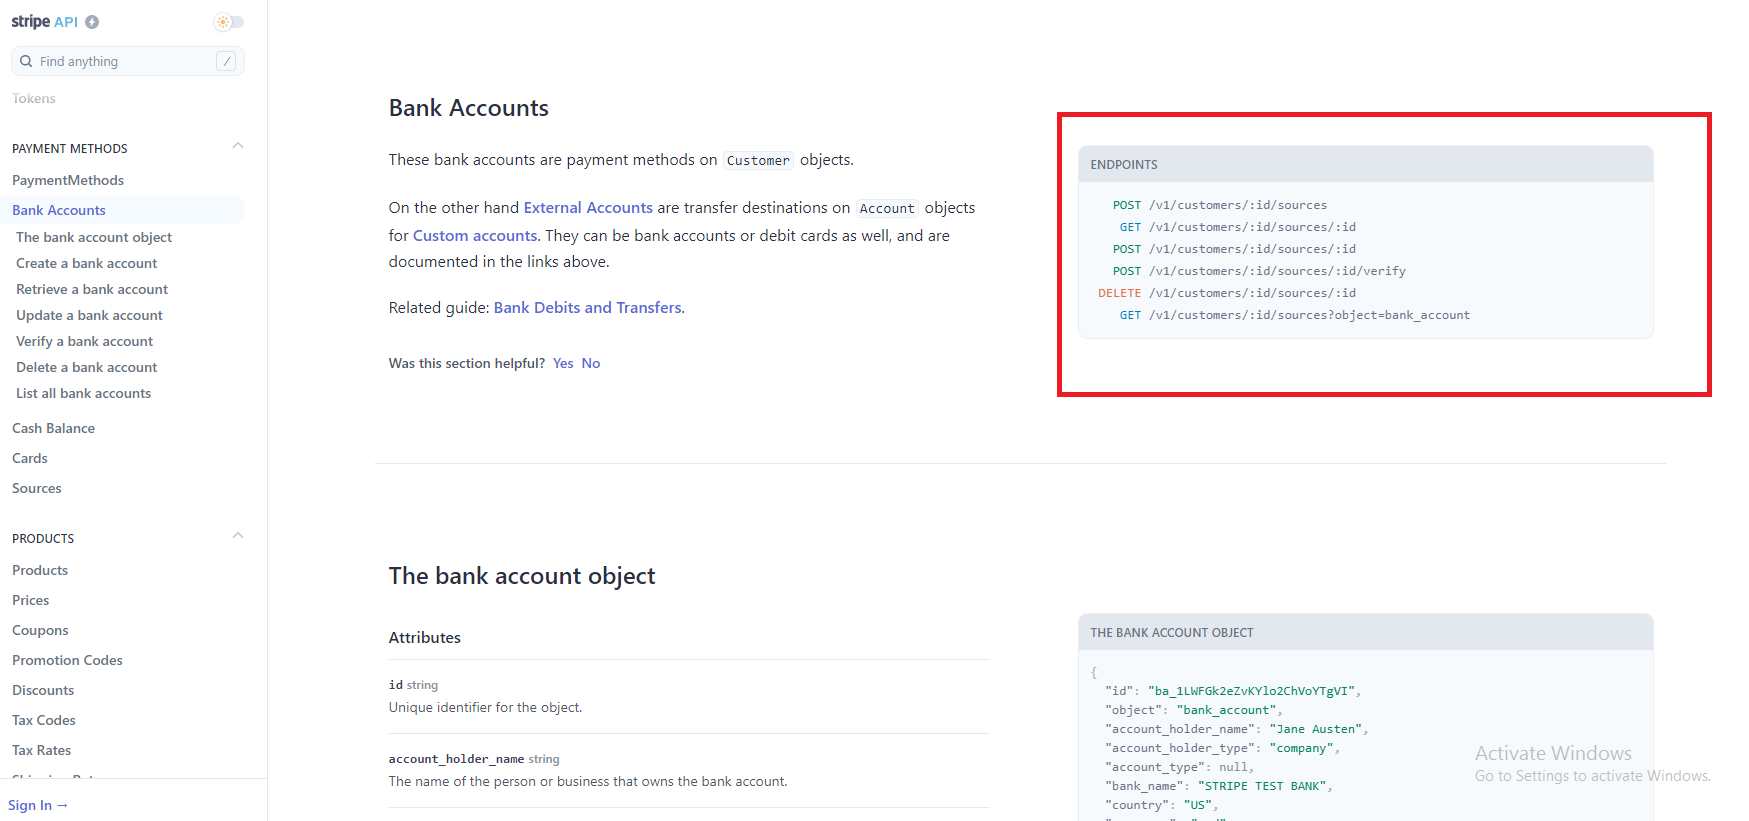 stripe API
Find anything /
Tokens
PAYMENT METHODS
PaymentMethods
Bank Accounts
The bank account object
Create a bank account
Retrieve a bank account
Update a bank account
Verify a bank account
Delete a bank account
List all bank accounts
Cash Balance
Cards
Sources
PRODUCTS
Products
Prices
Coupons
Promotion Codes
Discounts
Tax Codes
Tax Rates
Sign In →
Bank Accounts
These bank accounts are payment methods on Customer objects.
On the other hand External Accounts are transfer destinations on Account objects
for Custom accounts. They can be bank accounts or debit cards as well, and are
documented in the links above.
Related guide: Bank Debits and Transfers.
Was this section helpful? Yes No
ENDPOINTS
POST /v1/customers/:id/sources
GET /v1/customers/:id/sources/:id
POST /v1/customers/:id/sources/:id
POST /v1/customers/:id/sources/:id/verify
DELETE /v1/customers/:id/sources/:id
GET /v1/customers/:id/sources?object=bank_account
The bank account object
Attributes
id string
Unique identifier for the object.
account_holder_name string
The name of the person or business that owns the bank account.
THE BANK ACCOUNT OBJECT
{
"id": "ba_1LWFGk2eZvKYlo2ChVoYTgVI",
"object": "bank_account",
"account_holder_name": "Jane Austen",
"account_holder_type": "company",
"account_type": null,
"bank_name": "STRIPE TEST BANK",
"country": "US",
Activate Windows
Go to Settings to activate Windows.